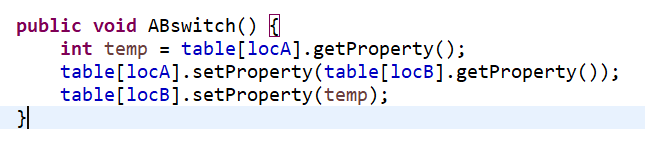 public void ABswitch() {
    int temp = table[locA].getProperty();
    table[locA].setProperty(table[locB].getProperty());
    table[locB].setProperty(temp);
}